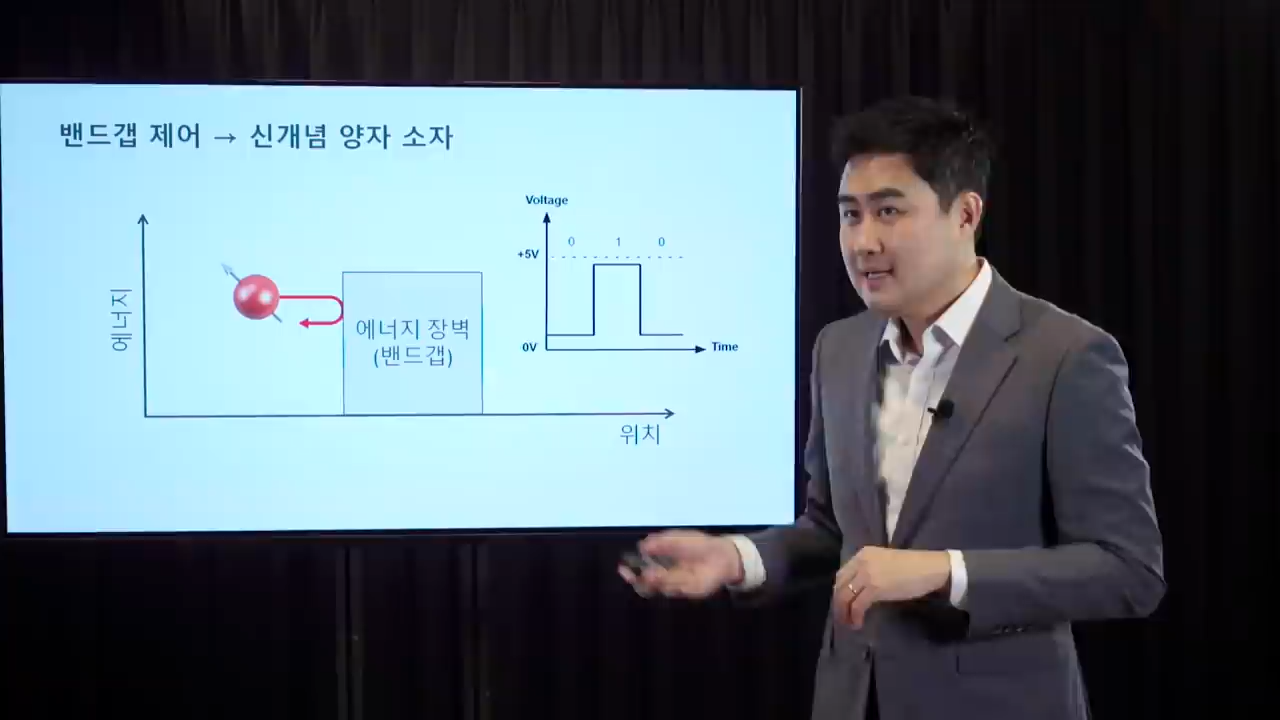 밴드갭 제어 → 신개념 양자 소자
에너지
에너지 장벽
(밴드갭)
위치
Voltage
+5V
0 1 0
0V
Time